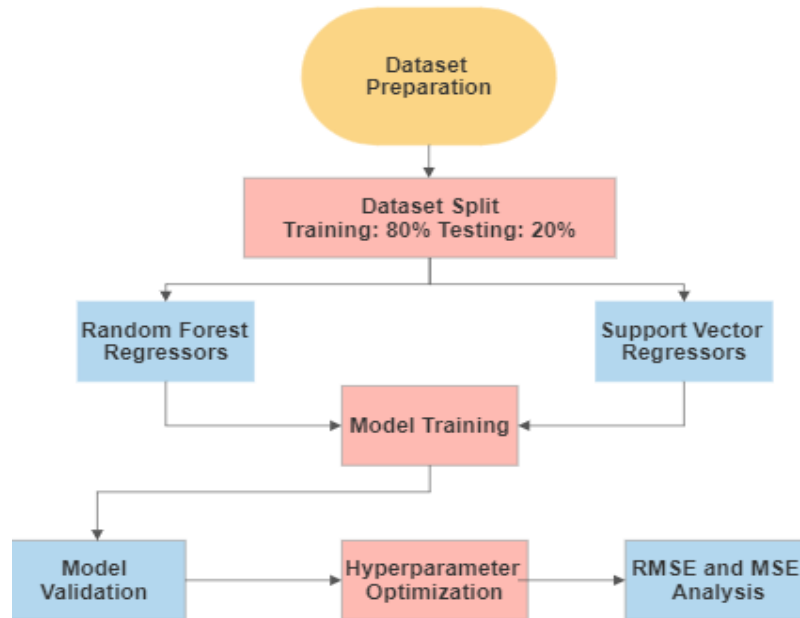 Dataset
Preparation
Dataset Split
Training: 80% Testing: 20%
Random Forest
Regressors
Support Vector
Regressors
Model Training
Model
Validation
Hyperparameter
Optimization
RMSE and MSE
Analysis